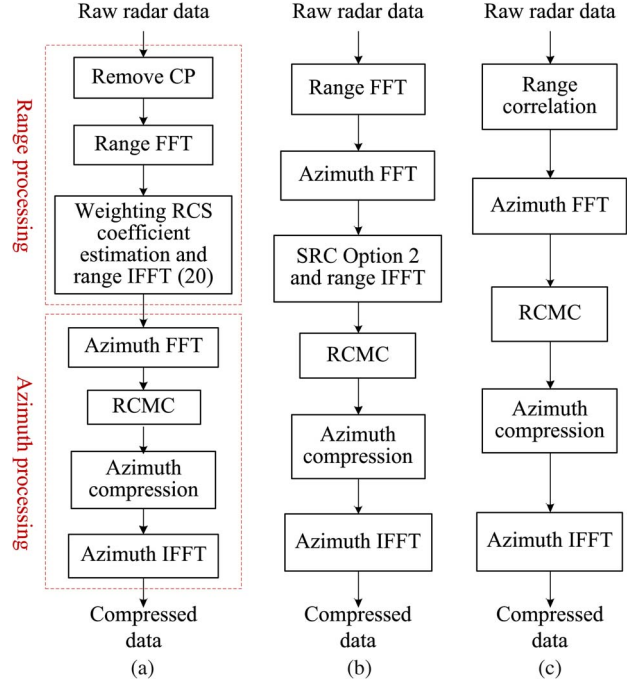 Raw radar data
Range processing
Remove CP
Range FFT
Weighting RCS
coefficient
estimation and
range IFFT (20)
Azimuth processing
Azimuth FFT
RCMC
Azimuth
compression
Azimuth IFFT
Compressed
data
(a)
Raw radar data
Range FFT
Azimuth FFT
SRC Option 2
and range IFFT
RCMC
Azimuth
compression
Azimuth IFFT
Compressed
data
(b)
Raw radar data
Range
correlation
Azimuth FFT
RCMC
Azimuth
compression
Azimuth IFFT
Compressed
data
(c)